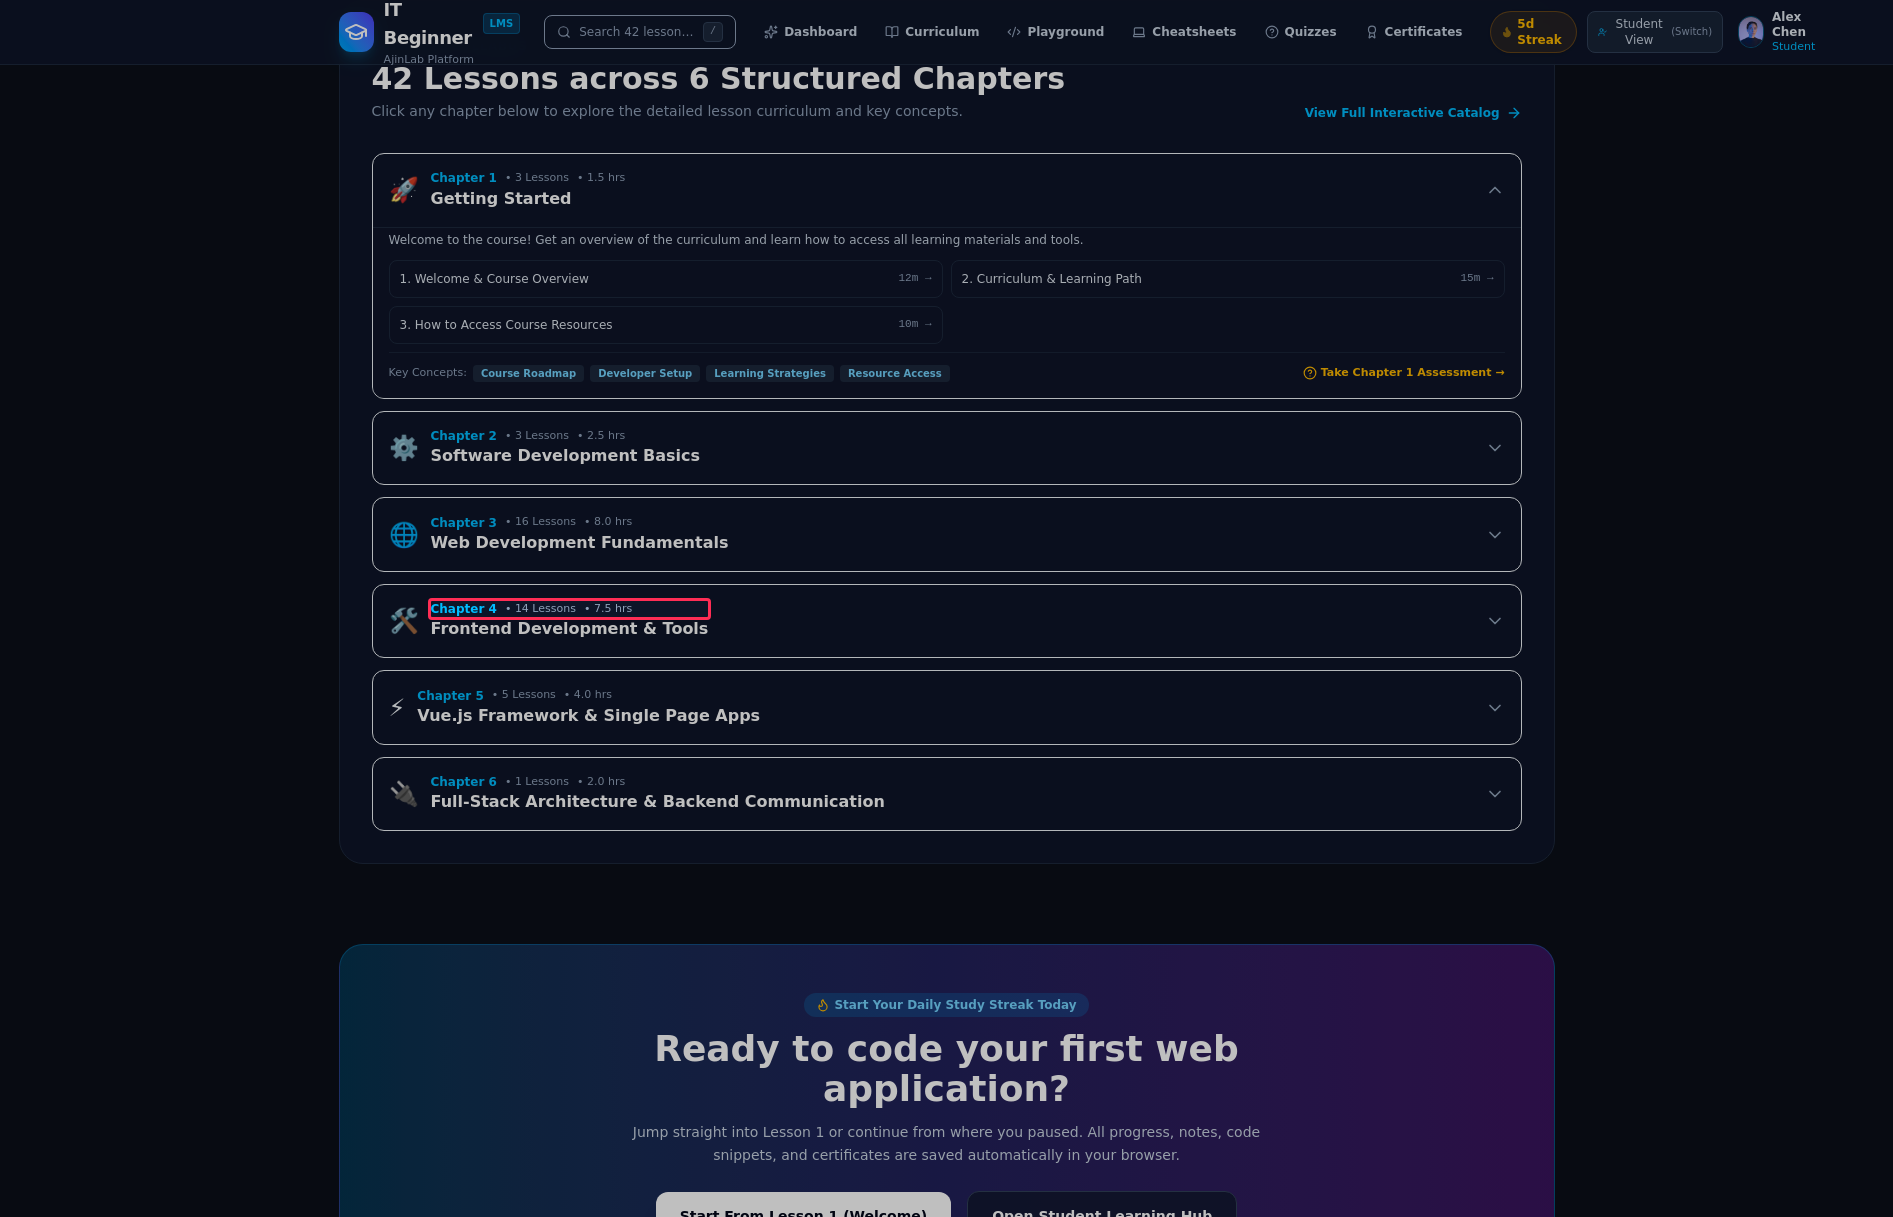 IT Beginner
LMS
AjinLab Platform
Search 42 lesson...
/
Dashboard
Curriculum
Playground
Cheatsheets
Quizzes
Certificates
5d Streak
Student View
(Switch)
Alex Chen
Student
42 Lessons across 6 Structured Chapters
Click any chapter below to explore the detailed lesson curriculum and key concepts.
View Full Interactive Catalog →
Chapter 1 • 3 Lessons • 1.5 hrs
Getting Started
Welcome to the course! Get an overview of the curriculum and learn how to access all learning materials and tools.
1. Welcome & Course Overview 12m →
2. Curriculum & Learning Path 15m →
3. How to Access Course Resources 10m →
Key Concepts: Course Roadmap Developer Setup Learning Strategies Resource Access
Take Chapter 1 Assessment →
Chapter 2 • 3 Lessons • 2.5 hrs
Software Development Basics
Chapter 3 • 16 Lessons • 8.0 hrs
Web Development Fundamentals
Chapter 4 • 14 Lessons • 7.5 hrs
Frontend Development & Tools
Chapter 5 • 5 Lessons • 4.0 hrs
Vue.js Framework & Single Page Apps
Chapter 6 • 1 Lessons • 2.0 hrs
Full-Stack Architecture & Backend Communication
Start Your Daily Study Streak Today
Ready to code your first web
application?
Jump straight into Lesson 1 or continue from where you paused. All progress, notes, code
snippets, and certificates are saved automatically in your browser.
Start From Lesson 1 (Welcome)
Open Student Learning Hub